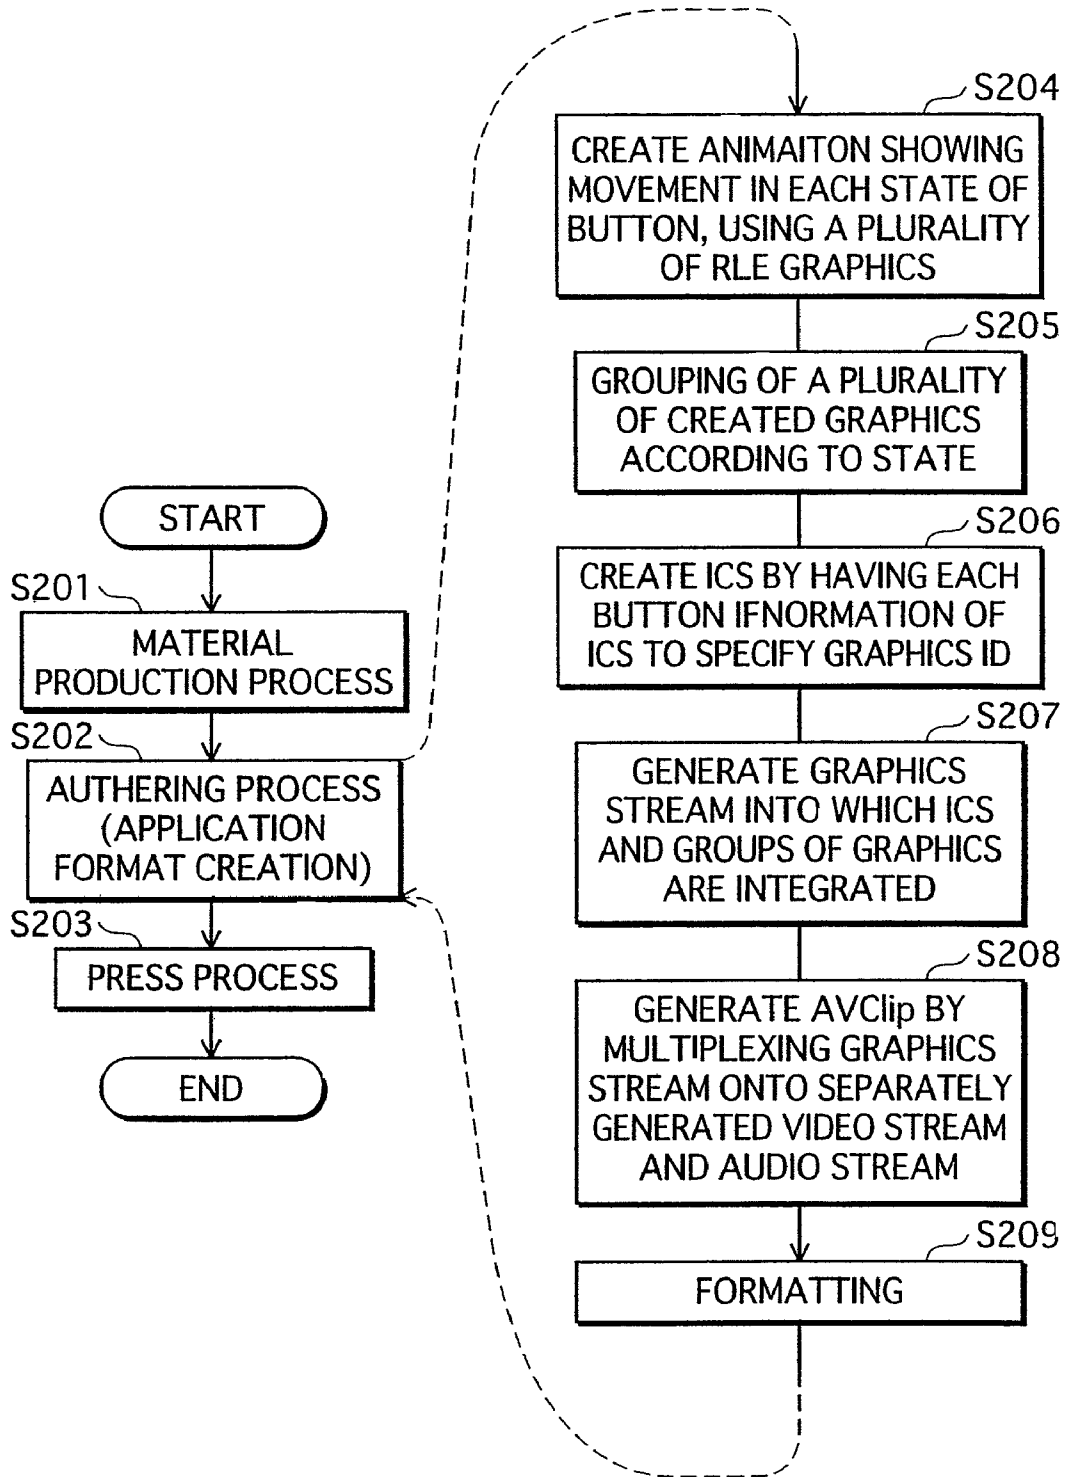 START
S201
MATERIAL
PRODUCTION PROCESS
S202
AUTHERING PROCESS
(APPLICATION
FORMAT CREATION)
S203
PRESS PROCESS
END
S204
CREATE ANIMAITON SHOWING
MOVEMENT IN EACH STATE OF
BUTTON, USING A PLURALITY
OF RLE GRAPHICS
S205
GROUPING OF A PLURALITY
OF CREATED GRAPHICS
ACCORDING TO STATE
S206
CREATE ICS BY HAVING EACH
BUTTON IFNORMATION OF
ICS TO SPECIFY GRAPHICS ID
S207
GENERATE GRAPHICS
STREAM INTO WHICH ICS
AND GROUPS OF GRAPHICS
ARE INTEGRATED
S208
GENERATE AVClip BY
MULTIPLEXING GRAPHICS
STREAM ONTO SEPARATELY
GENERATED VIDEO STREAM
AND AUDIO STREAM
S209
FORMATTING